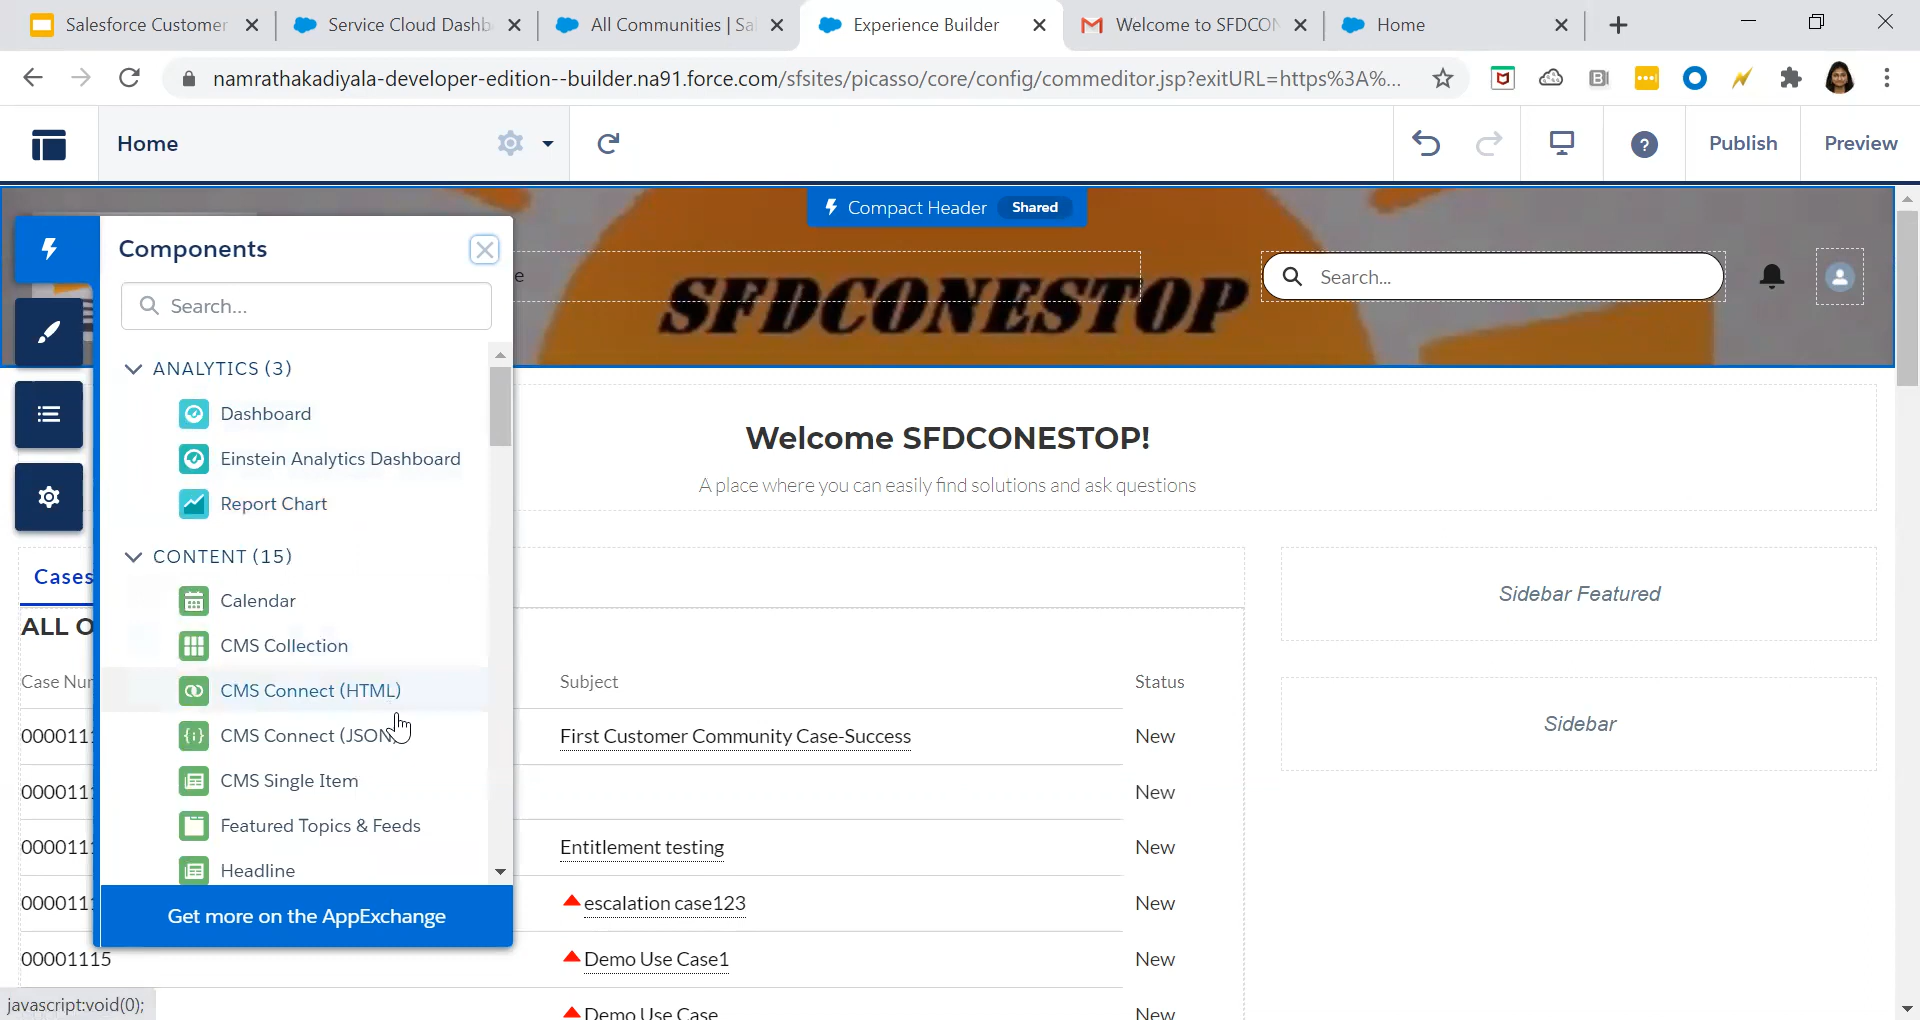 Salesforce Customer
Service Cloud Dashb
All Communities | Sa
Experience Builder
Welcome to SFDCON
Home
namrathakadiyala-developer-edition--builder.na91.force.com/sfsites/picasso/core/config/commeditor.jsp?exitURL=https%3A%...
Home
Publish
Preview
Compact Header Shared
Components
Search...
e
SFDCONESTOP
Search...
ANALYTICS (3)
Dashboard
Einstein Analytics Dashboard
Report Chart
CONTENT (15)
Calendar
CMS Collection
CMS Connect (HTML)
CMS Connect (JSON
CMS Single Item
Featured Topics & Feeds
Headline
Get more on the AppExchange
Welcome SFDCONESTOP!
A place where you can easily find solutions and ask questions
Cases
ALL O
Case Num Subject Status
0000111 First Customer Community Case-Success New
0000111 New
0000111 Entitlement testing New
0000111 escalation case123 New
00001115 Demo Use Case1 New
Demo Use Case New
Sidebar Featured
Sidebar
javascript:void(0);